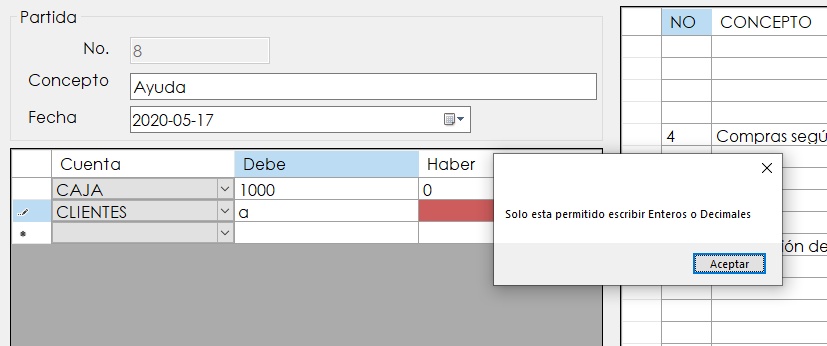 Partida
No.
8
Concepto
Ayuda
Fecha
2020-05-17
Cuenta Debe Haber
CAJA 1000 0
CLIENTES a
*
NO CONCEPTO
4 Compras segú
ión de
Solo esta permitido escribir Enteros o Decimales
Aceptar